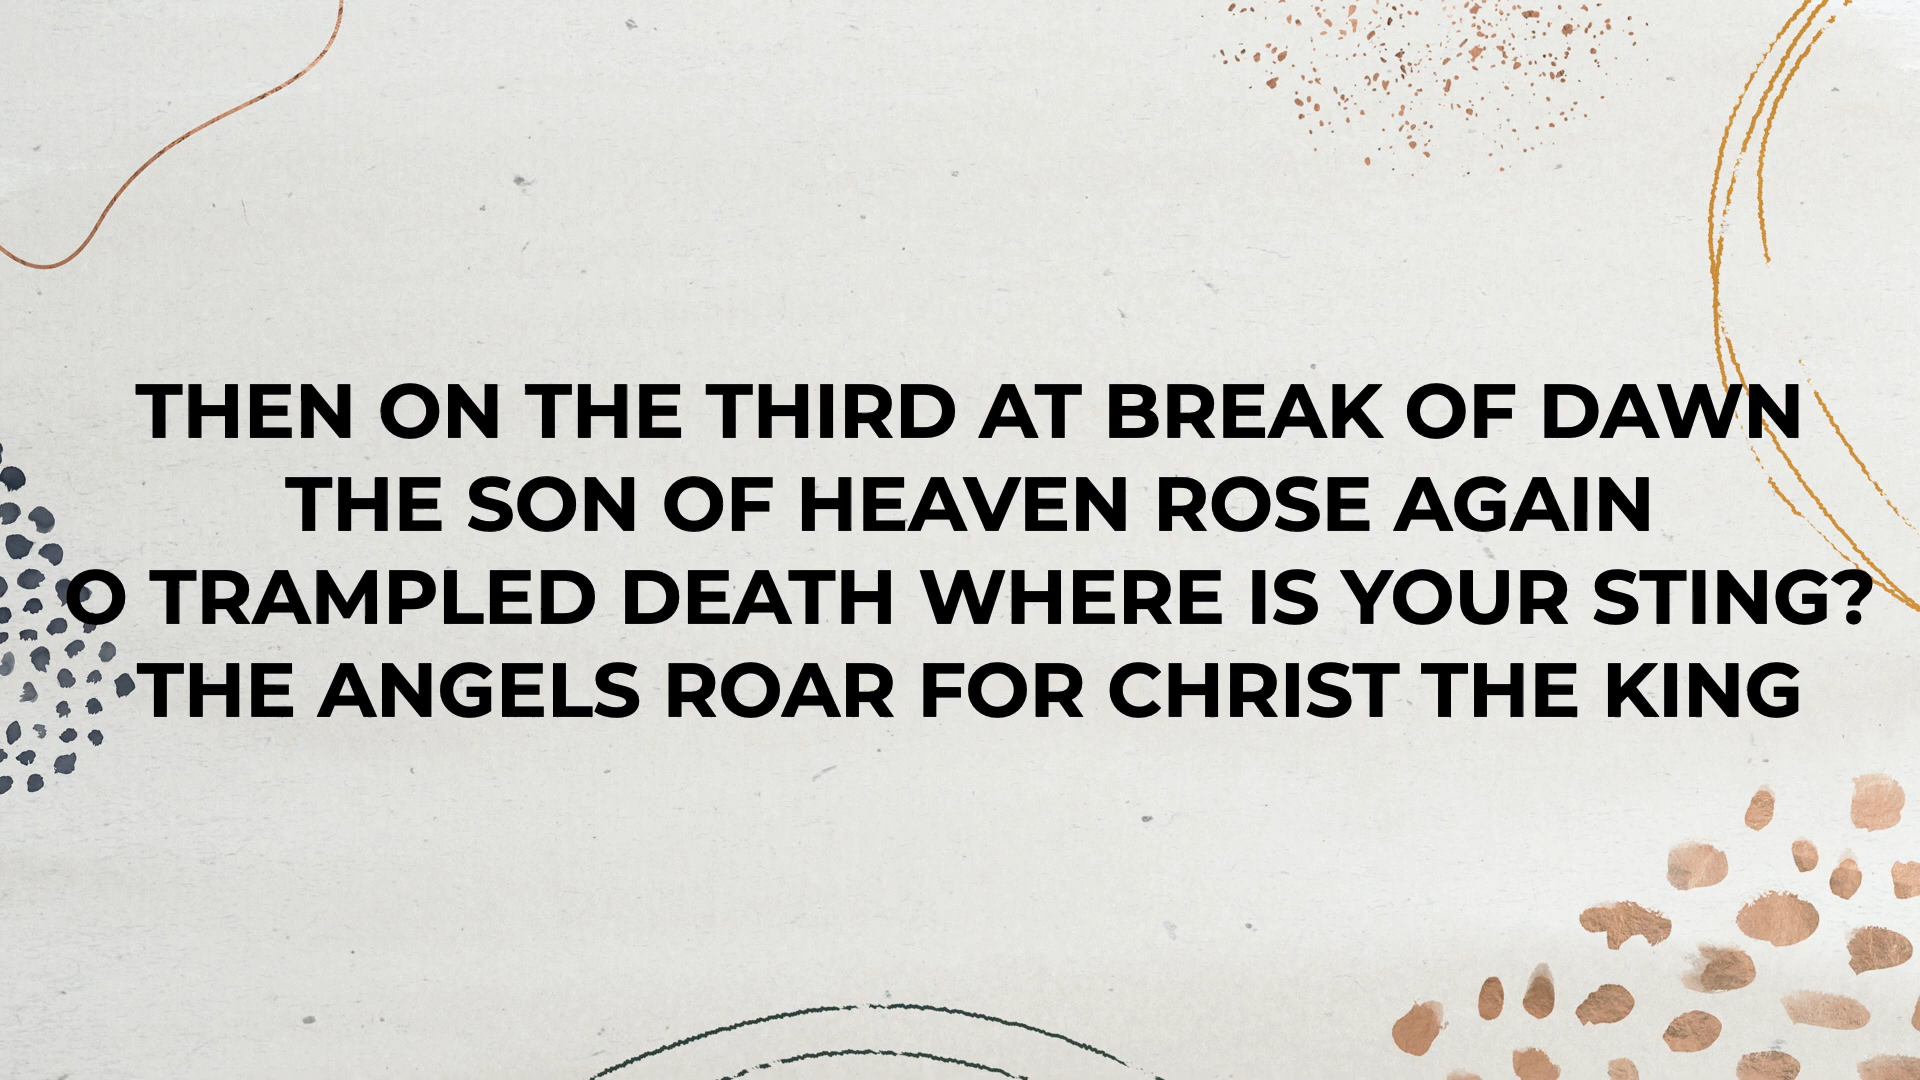 THEN ON THE THIRD AT BREAK OF DAWN
THE SON OF HEAVEN ROSE AGAIN
O TRAMPLED DEATH WHERE IS YOUR STING?
THE ANGELS ROAR FOR CHRIST THE KING